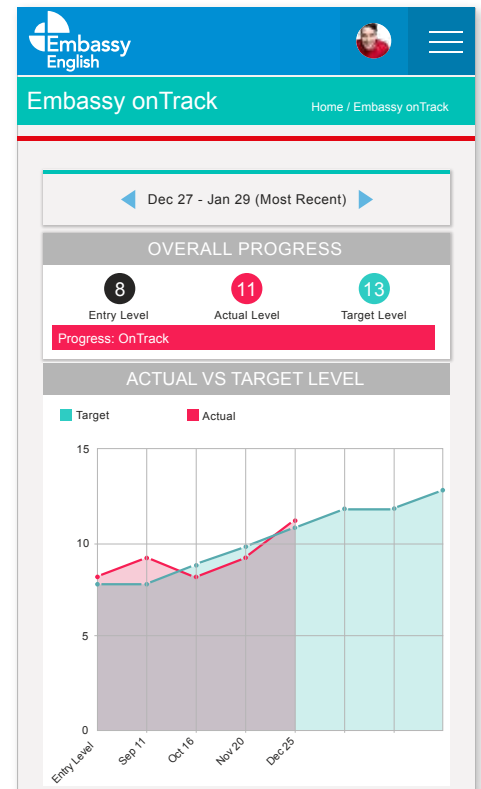 Embassy
English
Embassy onTrack
Home / Embassy onTrack
Dec 27 - Jan 29 (Most Recent)
OVERALL PROGRESS
8 11 13
Entry Level Actual Level Target Level
Progress: OnTrack
ACTUAL VS TARGET LEVEL
Target Actual
15
10
5
0
Entry Level Sep 11 Oct 16 Nov 20 Dec 25